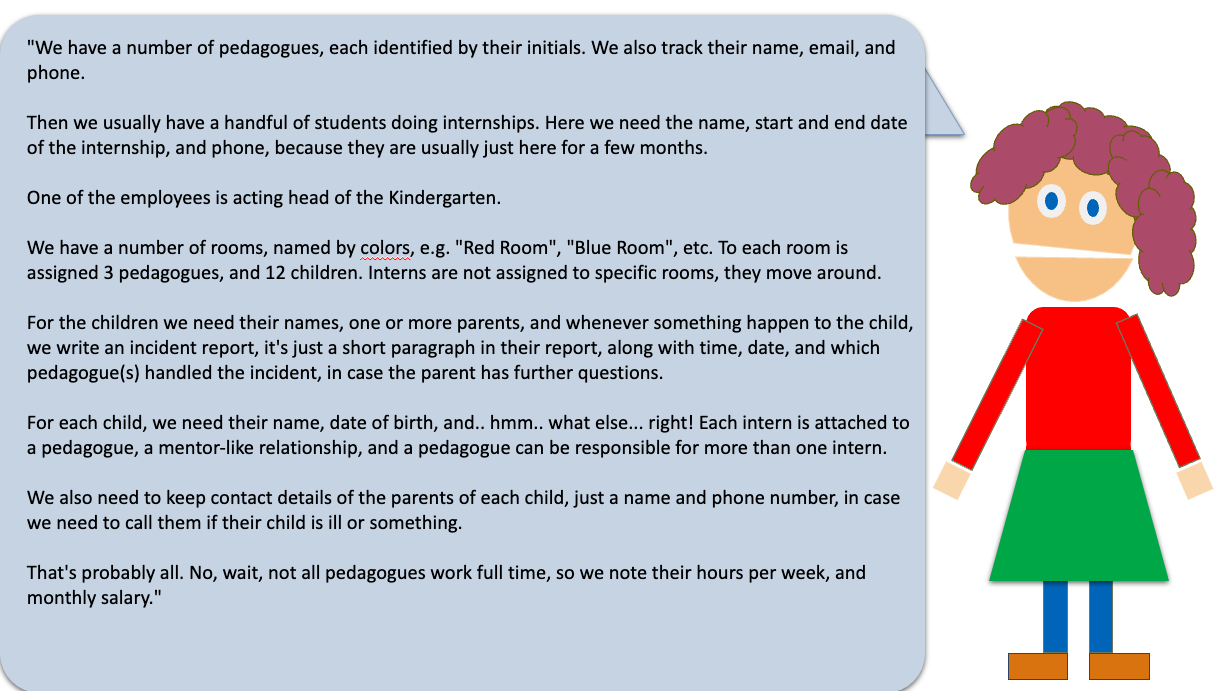 "We have a number of pedagogues, each identified by their initials. We also track their name, email, and
phone.
Then we usually have a handful of students doing internships. Here we need the name, start and end date
of the internship, and phone, because they are usually just here for a few months.
One of the employees is acting head of the Kindergarten.
We have a number of rooms, named by colors, e.g. "Red Room", "Blue Room", etc. To each room is
assigned 3 pedagogues, and 12 children. Interns are not assigned to specific rooms, they move around.
For the children we need their names, one or more parents, and whenever something happen to the child,
we write an incident report, it's just a short paragraph in their report, along with time, date, and which
pedagogue(s) handled the incident, in case the parent has further questions.
For each child, we need their name, date of birth, and.. hmm.. what else... right! Each intern is attached to
a pedagogue, a mentor-like relationship, and a pedagogue can be responsible for more than one intern.
We also need to keep contact details of the parents of each child, just a name and phone number, in case
we need to call them if their child is ill or something.
That's probably all. No, wait, not all pedagogues work full time, so we note their hours per week, and
monthly salary."